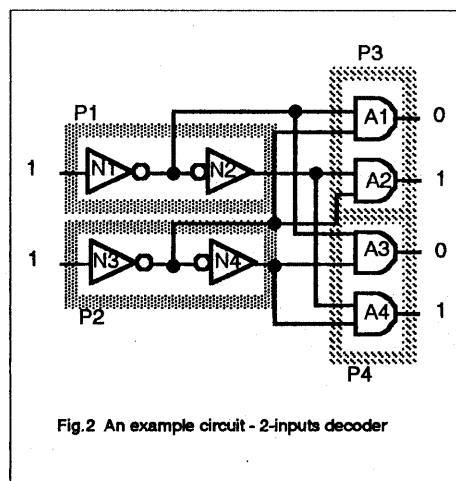 P3
P1
A1 0
1 N1 N2 A2 1
1 N3 N4 A3 0
P2
A4 1
P4
Fig.2 An example circuit - 2-inputs decoder